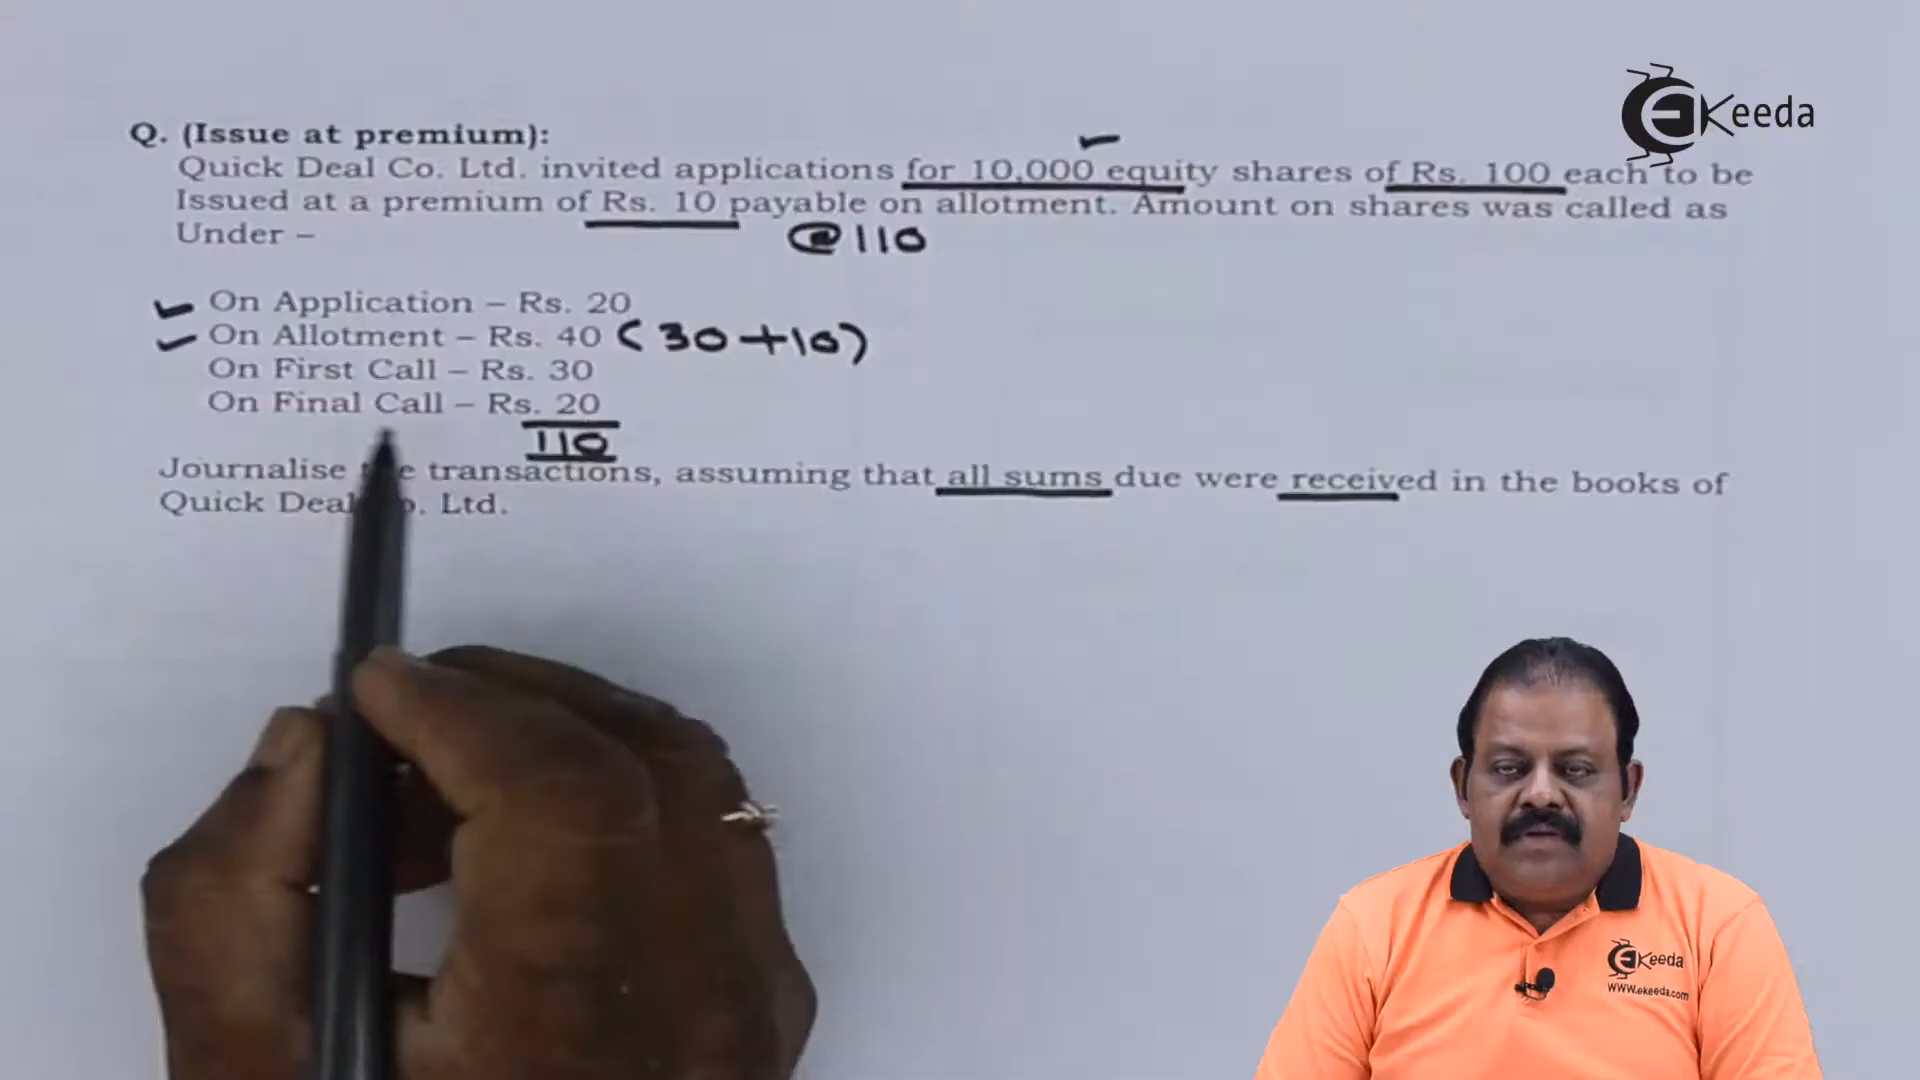 EKeeda
Q. (Issue at premium):
Quick Deal Co. Ltd. invited applications for 10,000 equity shares of Rs. 100 each to be
Issued at a premium of Rs. 10 payable on allotment. Amount on shares was called as
Under –
@110
On Application – Rs. 20
On Allotment – Rs. 40 (30+10)
On First Call – Rs. 30
On Final Call – Rs. 20
110
Journalise transactions, assuming that all sums due were received in the books of
Quick Deal Ltd.
EKeeda
www.ekeeda.com